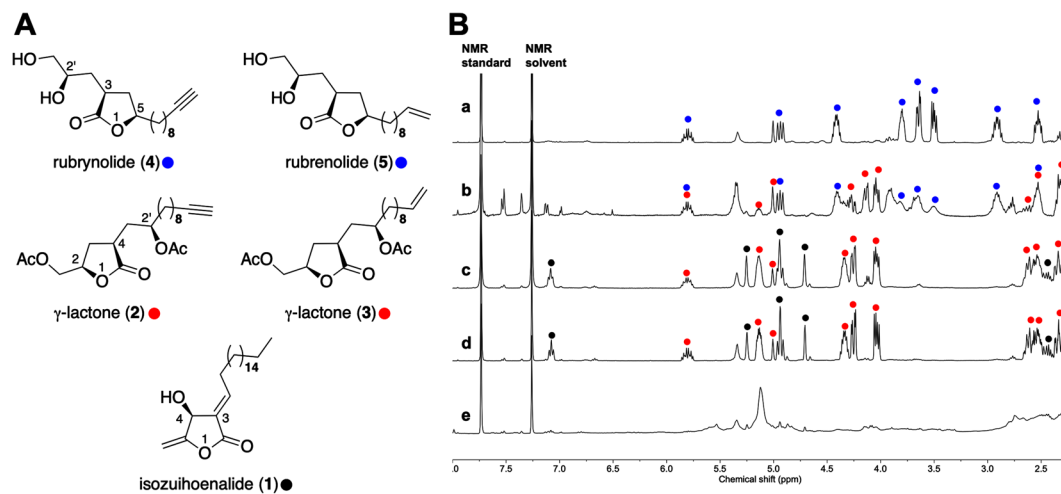 A
B
HO
2'
HO
3
5
O
O
1
8
rubrynolide (4)
HO
HO
O
O
8
rubrenolide (5)
2'
8
OAc
4
2
1
AcO
O
O
γ-lactone (2)
8
OAc
AcO
O
O
γ-lactone (3)
14
HO
4
3
1
O
O
isozuihoenalide (1)
NMR
standard
NMR
solvent
a
b
c
d
e
.0 7.5 7.0 6.5 6.0 5.5 5.0 4.5 4.0 3.5 3.0 2.5
Chemical shift (ppm)